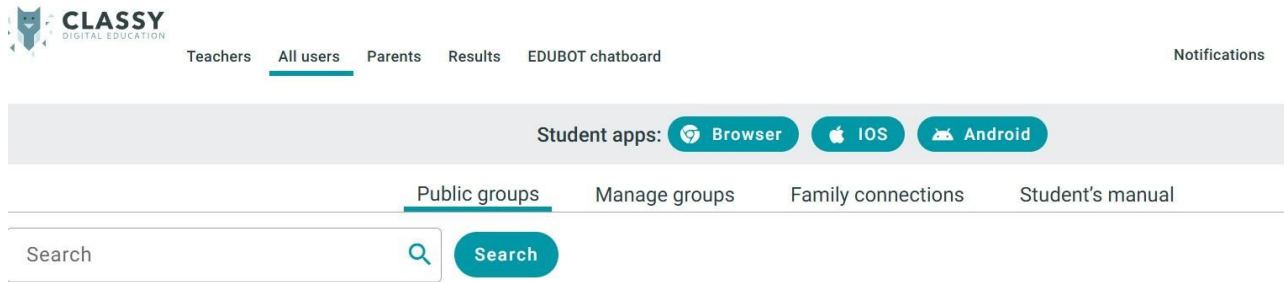 CLASSY
DIGITAL EDUCATION
Teachers All users Parents Results EDUBOT chatboard Notifications
Student apps: Browser IOS Android
Public groups Manage groups Family connections Student's manual
Search Search